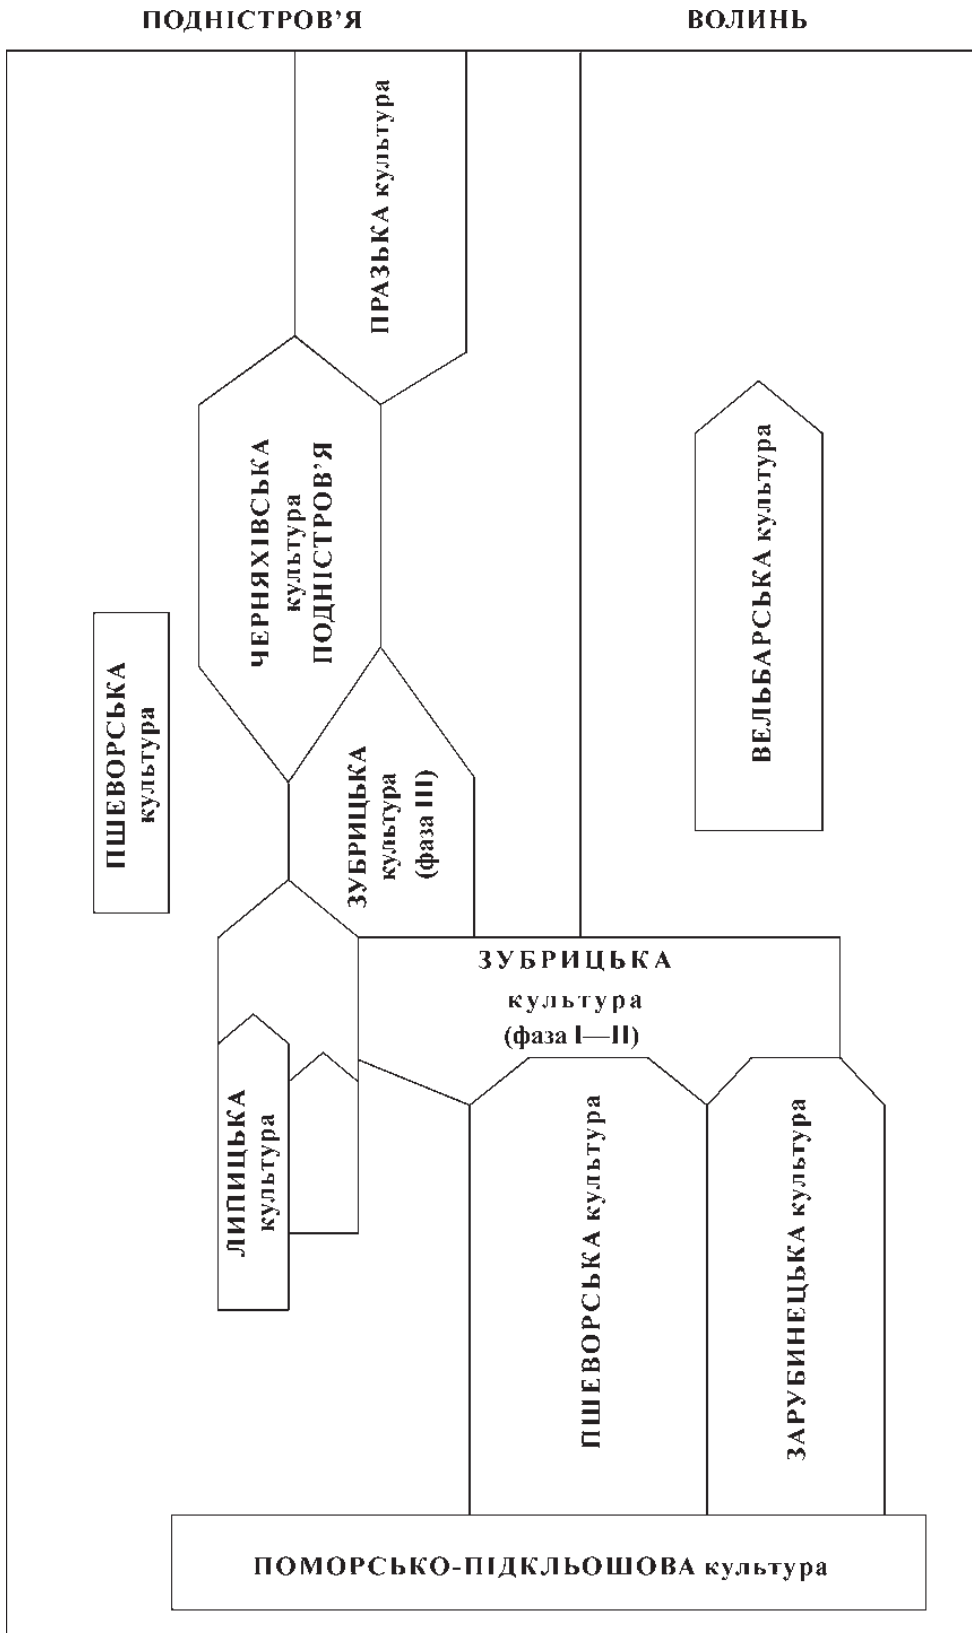 ПОДНІСТРОВ’Я
ВОЛИНЬ
ПРАЗЬКА культура
ЧЕРНЯХІВСЬКА
культура
ПОДНІСТРОВ’Я
ВЕЛЬБАРСЬКА культура
ПШЕВОРСЬКА
культура
ЗУБРИЦЬКА
культура
(фаза III)
ЗУБРИЦЬКА
культура
(фаза I—II)
ЛИПИЦЬКА
культура
ПШЕВОРСЬКА культура
ЗАРУБИНЕЦЬКА культура
ПОМОРСЬКО-ПІДКЛЬОШОВА культура